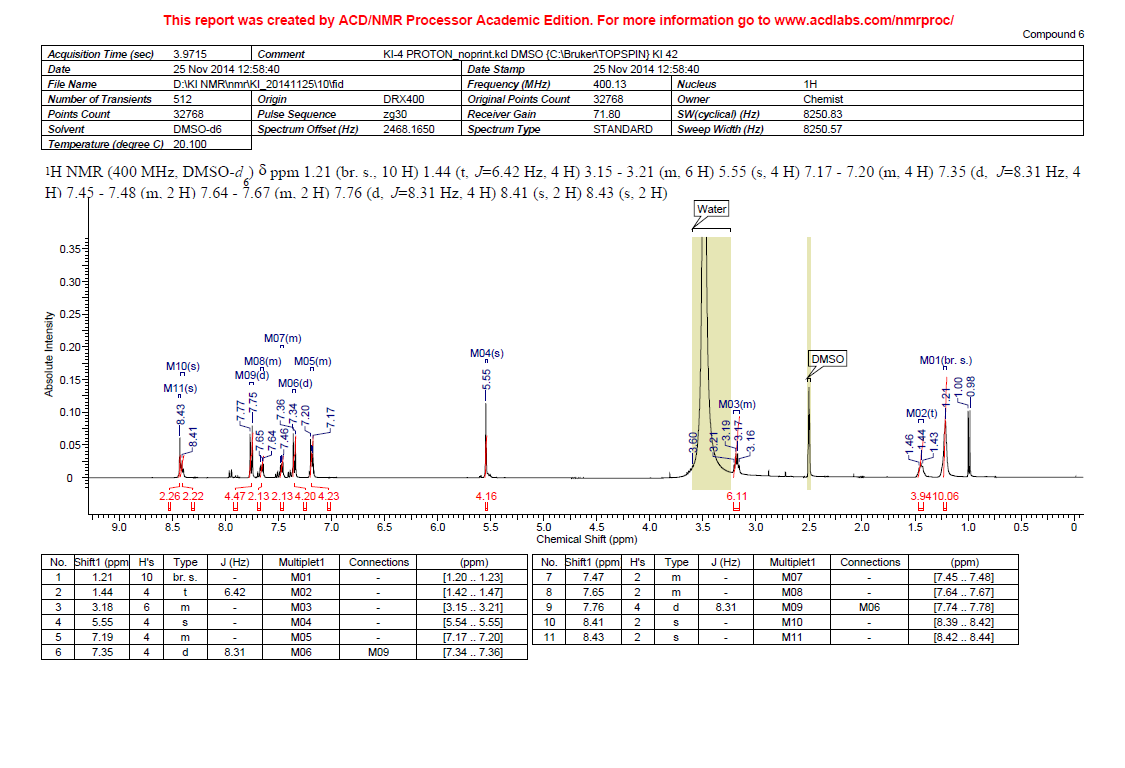 This report was created by ACD/NMR Processor Academic Edition. For more information go to www.acdlabs.com/nmrproc/
Compound 6
Acquisition Time (sec) 3.9715 Comment KI-4 PROTON_noprint.kcl DMSO {C:\Bruker\TOPSPIN} KI 42
Date 25 Nov 2014 12:58:40 Date Stamp 25 Nov 2014 12:58:40
File Name D:\KI NMR\nmr\KI_20141125\10\fid Frequency (MHz) 400.13 Nucleus 1H
Number of Transients 512 Origin DRX400 Original Points Count 32768 Owner Chemist
Points Count 32768 Pulse Sequence zg30 Receiver Gain 71.80 SW(cyclical) (Hz) 8250.83
Solvent DMSO-d6 Spectrum Offset (Hz) 2468.1650 Spectrum Type STANDARD Sweep Width (Hz) 8250.57
Temperature (degree C) 20.100
1H NMR (400 MHz, DMSO-d6) δ ppm 1.21 (br. s., 10 H) 1.44 (t, J=6.42 Hz, 4 H) 3.15 - 3.21 (m, 6 H) 5.55 (s, 4 H) 7.17 - 7.20 (m, 4 H) 7.35 (d, J=8.31 Hz, 4
H) 7.45 - 7.48 (m, 2 H) 7.64 - 7.67 (m, 2 H) 7.76 (d, J=8.31 Hz, 4 H) 8.41 (s, 2 H) 8.43 (s, 2 H)
Water
0.35
0.30
0.25
0.20
0.15
0.10
0.05
0
Absolute Intensity
M07(m)
M10(s) M08(m) M05(m) M04(s) DMSO M01(br. s.)
M11(s) M09(d) M06(d) M03(m) M02(t)
8.43 8.41 7.77 7.75 7.65 7.64 7.46 7.36 7.34 7.20 7.17 5.55 3.60 3.21 3.19 3.17 3.16 1.46 1.44 1.43 1.21 1.00 0.98
2.26 2.22 4.47 2.13 2.13 4.20 4.23 4.16 6.11 3.94 10.06
9.0 8.5 8.0 7.5 7.0 6.5 6.0 5.5 5.0 4.5 4.0 3.5 3.0 2.5 2.0 1.5 1.0 0.5 0
Chemical Shift (ppm)
No. Shift1 (ppm H's Type J (Hz) Multiplet1 Connections (ppm)
1 1.21 10 br. s. - M01 - [1.20 .. 1.23]
2 1.44 4 t 6.42 M02 - [1.42 .. 1.47]
3 3.18 6 m - M03 - [3.15 .. 3.21]
4 5.55 4 s - M04 - [5.54 .. 5.55]
5 7.19 4 m - M05 - [7.17 .. 7.20]
6 7.35 4 d 8.31 M06 M09 [7.34 .. 7.36]
No. Shift1 (ppm H's Type J (Hz) Multiplet1 Connections (ppm)
7 7.47 2 m - M07 - [7.45 .. 7.48]
8 7.65 2 m - M08 - [7.64 .. 7.67]
9 7.76 4 d 8.31 M09 M06 [7.74 .. 7.78]
10 8.41 2 s - M10 - [8.39 .. 8.42]
11 8.43 2 s - M11 - [8.42 .. 8.44]